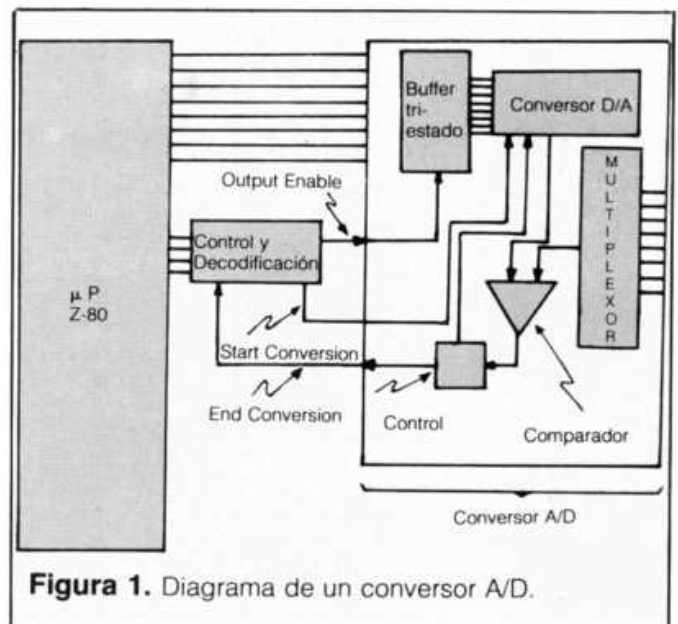 Buffer
tri-
estado
Conversor D/A
MULTIPLEXOR
Output Enable
Control y
Decodificación
μ P
Z-80
Start Conversion
End Conversion
Control
Comparador
Conversor A/D
Figura 1. Diagrama de un conversor A/D.